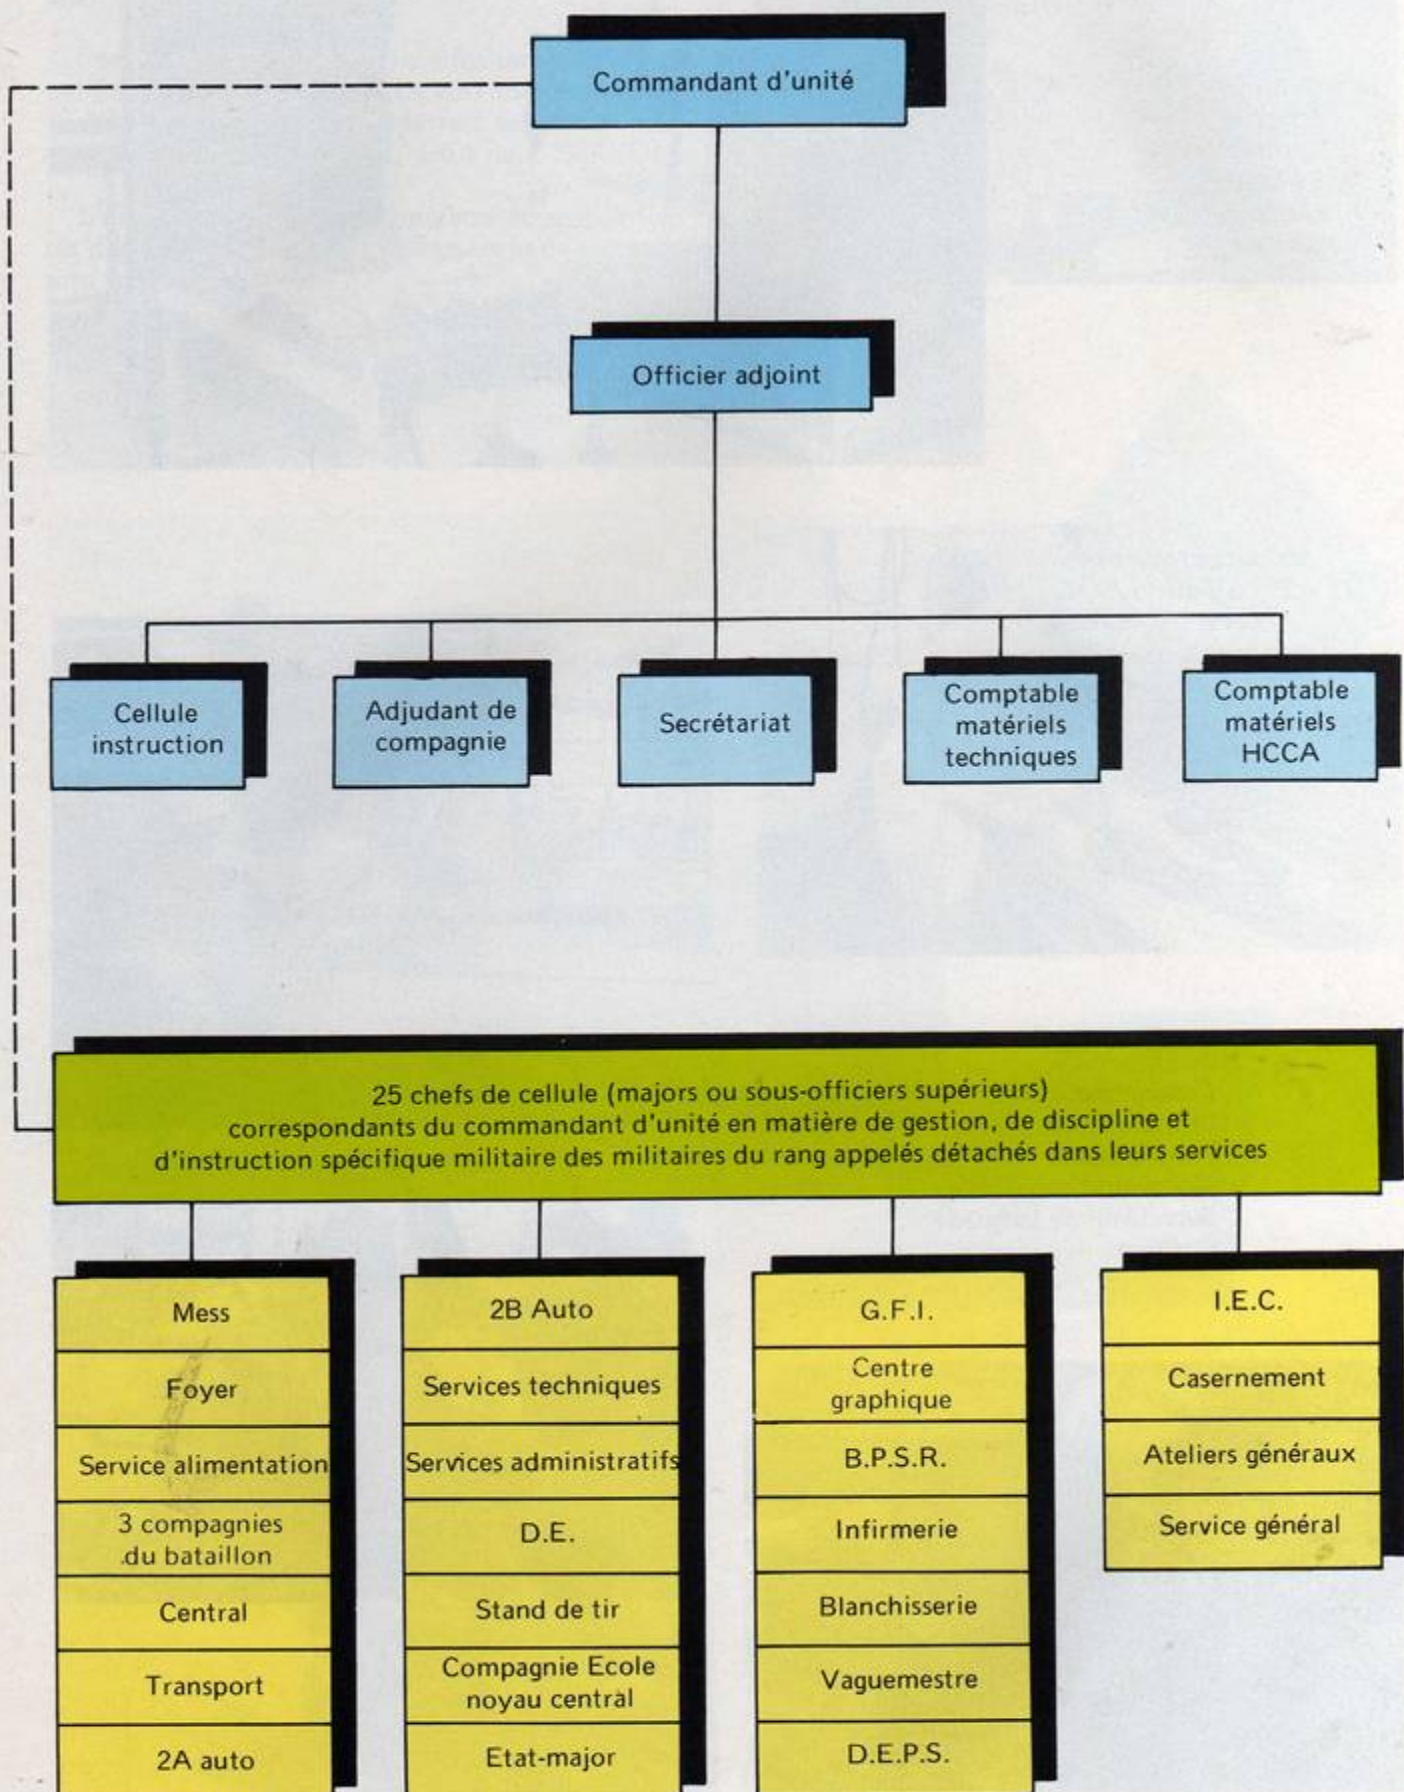 Commandant d'unité
Officier adjoint
Cellule
instruction
Adjudant de
compagnie
Secrétariat
Comptable
matériels
techniques
Comptable
matériels
HCCA
25 chefs de cellule (majors ou sous-officiers supérieurs)
correspondants du commandant d'unité en matière de gestion, de discipline et
d'instruction spécifique militaire des militaires du rang appelés détachés dans leurs services
Mess
Foyer
Service alimentation
3 compagnies
du bataillon
Central
Transport
2A auto
2B Auto
Services techniques
Services administratifs
D.E.
Stand de tir
Compagnie Ecole
noyau central
Etat-major
G.F.I.
Centre
graphique
B.P.S.R.
Infirmerie
Blanchisserie
Vaguemestre
D.E.P.S.
I.E.C.
Casernement
Ateliers généraux
Service général